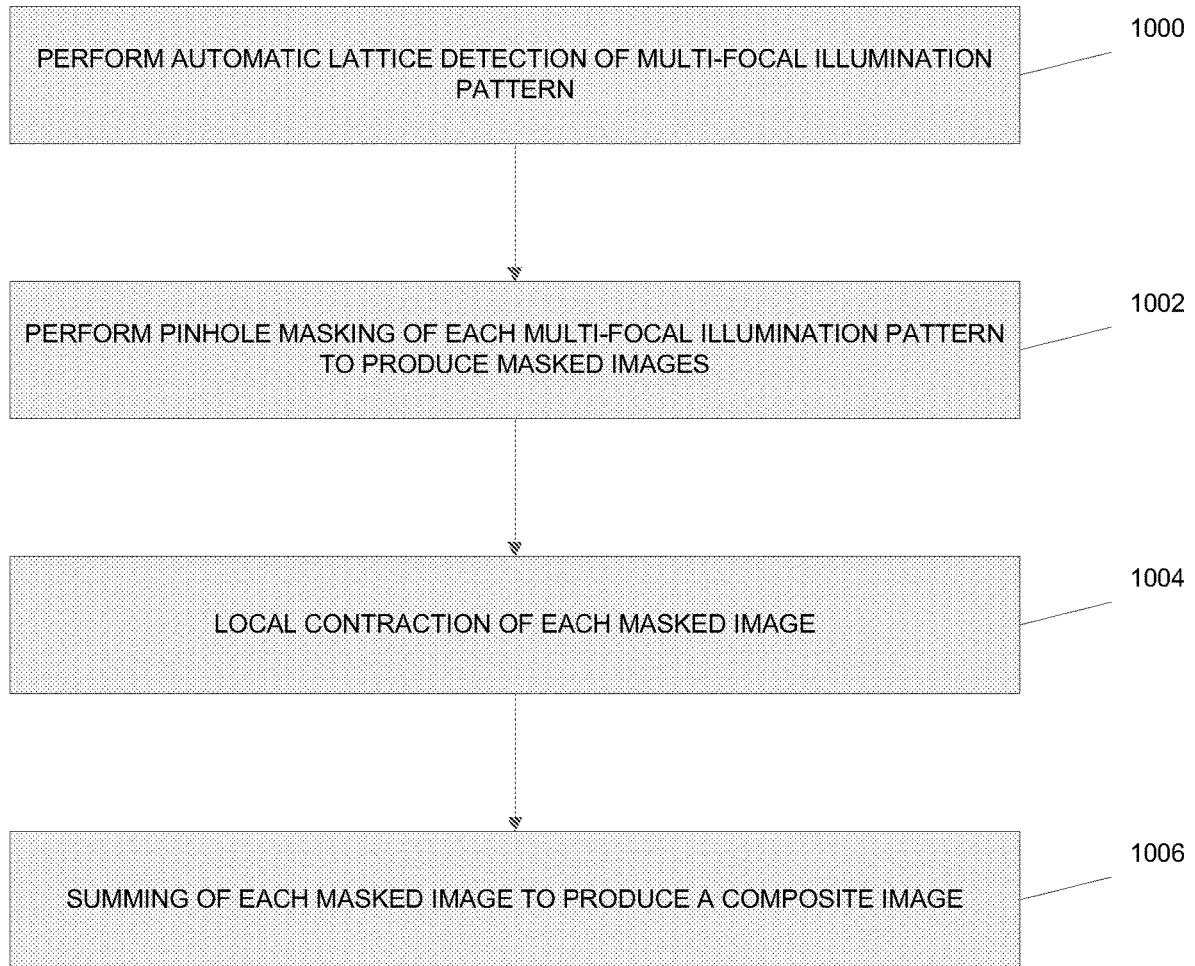 1000
PERFORM AUTOMATIC LATTICE DETECTION OF MULTI-FOCAL ILLUMINATION
PATTERN
1002
PERFORM PINHOLE MASKING OF EACH MULTI-FOCAL ILLUMINATION PATTERN
TO PRODUCE MASKED IMAGES
1004
LOCAL CONTRACTION OF EACH MASKED IMAGE
1006
SUMMING OF EACH MASKED IMAGE TO PRODUCE A COMPOSITE IMAGE